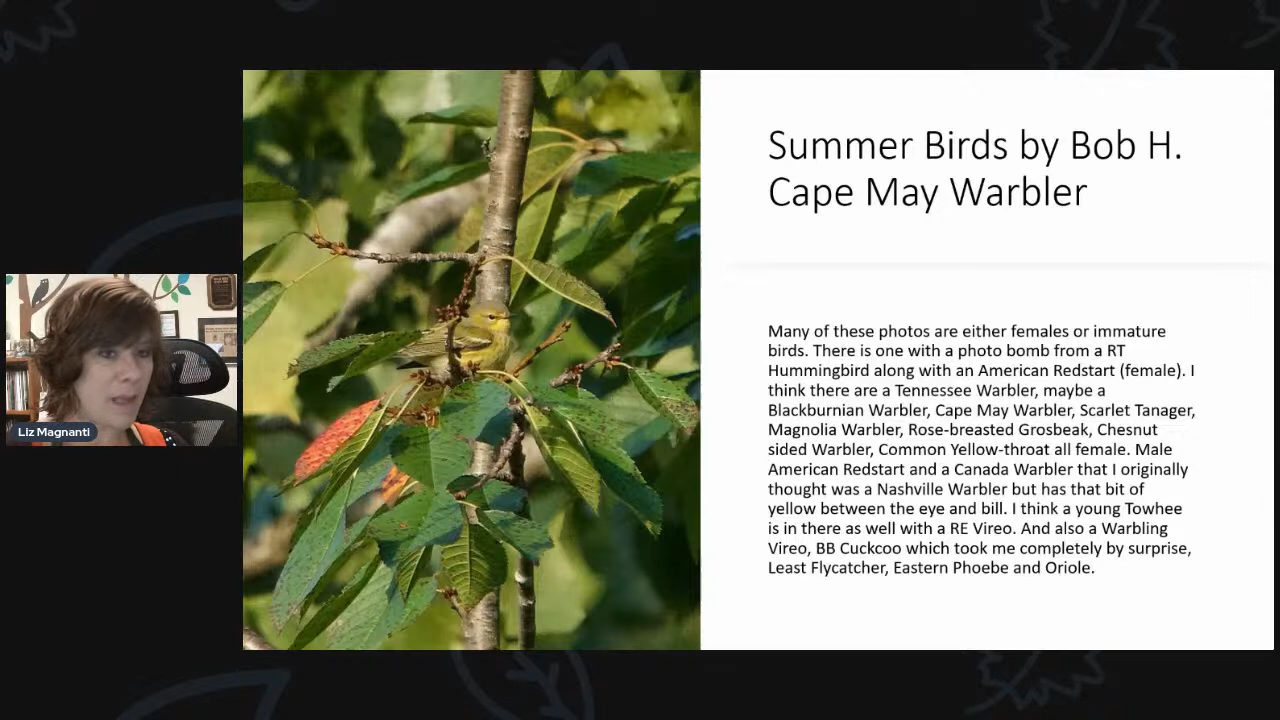 Summer Birds by Bob H.
Cape May Warbler
Many of these photos are either females or immature
birds. There is one with a photo bomb from a RT
Hummingbird along with an American Redstart (female). I
think there are a Tennessee Warbler, maybe a
Blackburnian Warbler, Cape May Warbler, Scarlet Tanager,
Magnolia Warbler, Rose-breasted Grosbeak, Chesnut
sided Warbler, Common Yellow-throat all female. Male
American Redstart and a Canada Warbler that I originally
thought was a Nashville Warbler but has that bit of
yellow between the eye and bill. I think a young Towhee
is in there as well with a RE Vireo. And also a Warbling
Vireo, BB Cuckcoo which took me completely by surprise,
Least Flycatcher, Eastern Phoebe and Oriole.
Liz Magnanti